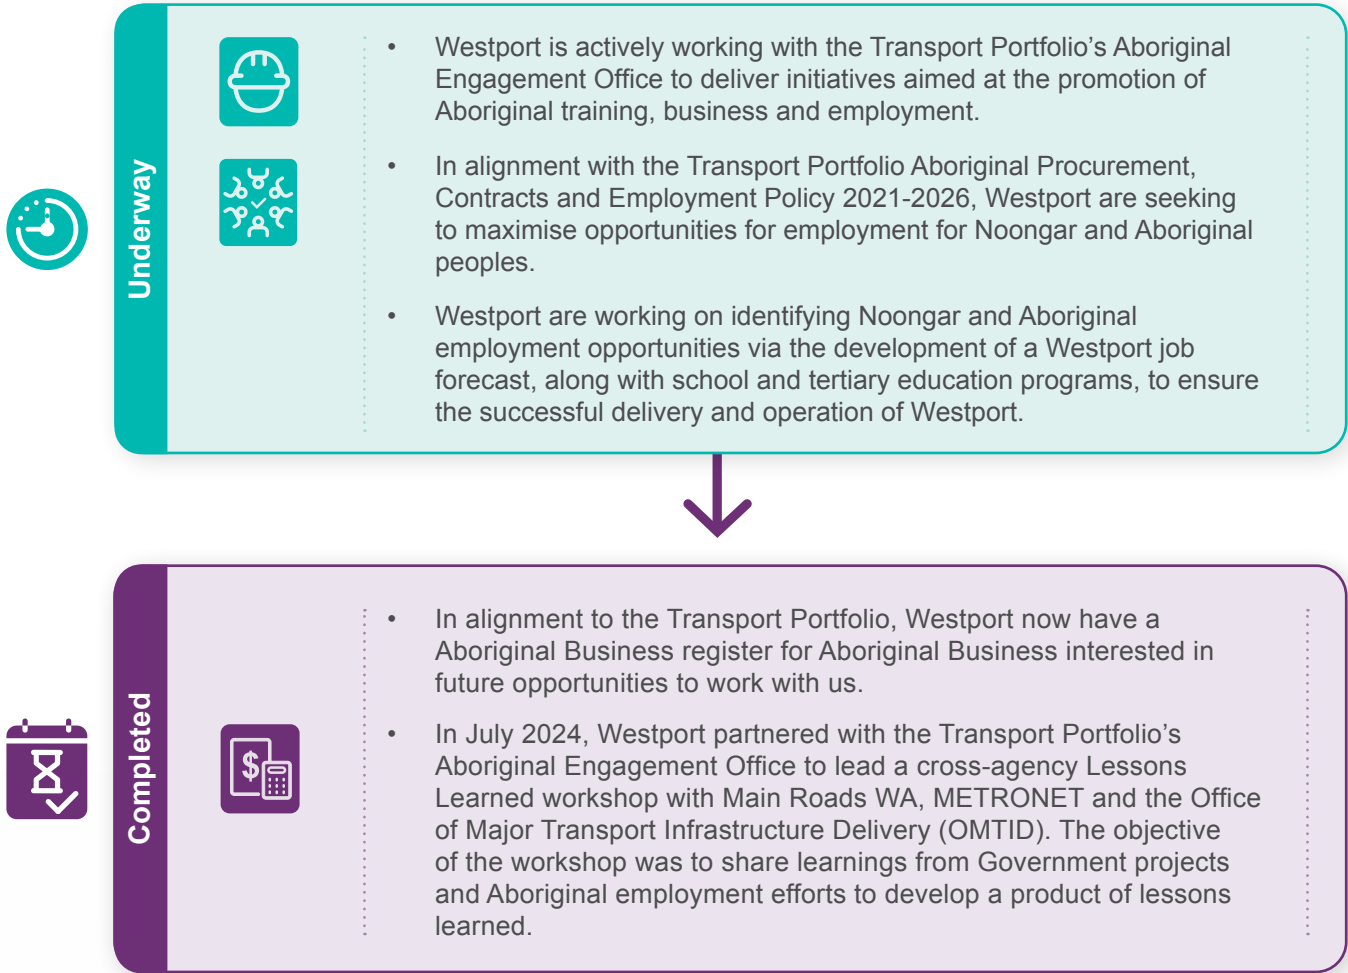 Underway
• Westport is actively working with the Transport Portfolio's Aboriginal
Engagement Office to deliver initiatives aimed at the promotion of
Aboriginal training, business and employment.
• In alignment with the Transport Portfolio Aboriginal Procurement,
Contracts and Employment Policy 2021-2026, Westport are seeking
to maximise opportunities for employment for Noongar and Aboriginal
peoples.
• Westport are working on identifying Noongar and Aboriginal
employment opportunities via the development of a Westport job
forecast, along with school and tertiary education programs, to ensure
the successful delivery and operation of Westport.
Completed
$
• In alignment to the Transport Portfolio, Westport now have a
Aboriginal Business register for Aboriginal Business interested in
future opportunities to work with us.
• In July 2024, Westport partnered with the Transport Portfolio's
Aboriginal Engagement Office to lead a cross-agency Lessons
Learned workshop with Main Roads WA, METRONET and the Office
of Major Transport Infrastructure Delivery (OMTID). The objective
of the workshop was to share learnings from Government projects
and Aboriginal employment efforts to develop a product of lessons
learned.